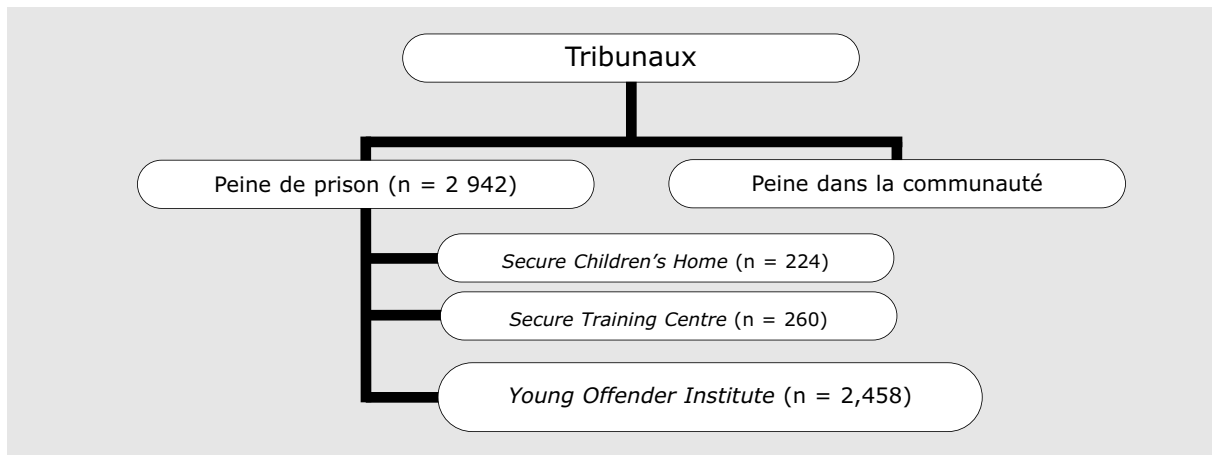 Tribunaux
Peine de prison (n = 2 942)
Peine dans la communauté
Secure Children’s Home (n = 224)
Secure Training Centre (n = 260)
Young Offender Institute (n = 2,458)